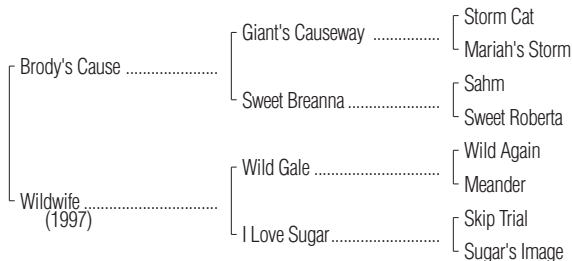 Storm Cat
Giant's Causeway ................
Mariah's Storm
Brody's Cause ......................
Sahm
Sweet Breanna ......................
Sweet Roberta
Wild Again
Wild Gale ..............................
Meander
Wildwife ................................
(1997)
Skip Trial
I Love Sugar..........................
Sugar's Image